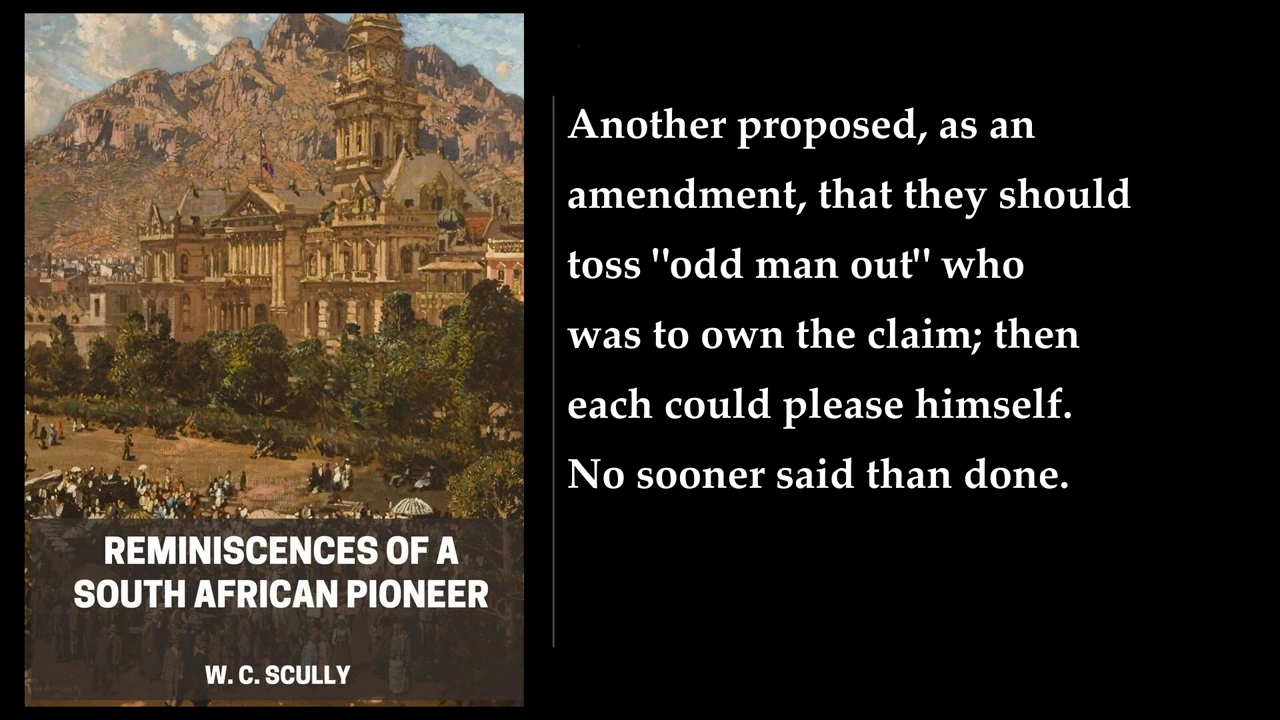 REMINISCENCES OF A
SOUTH AFRICAN PIONEER
W. C. SCULLY
Another proposed, as an
amendment, that they should
toss "odd man out" who
was to own the claim; then
each could please himself.
No sooner said than done.